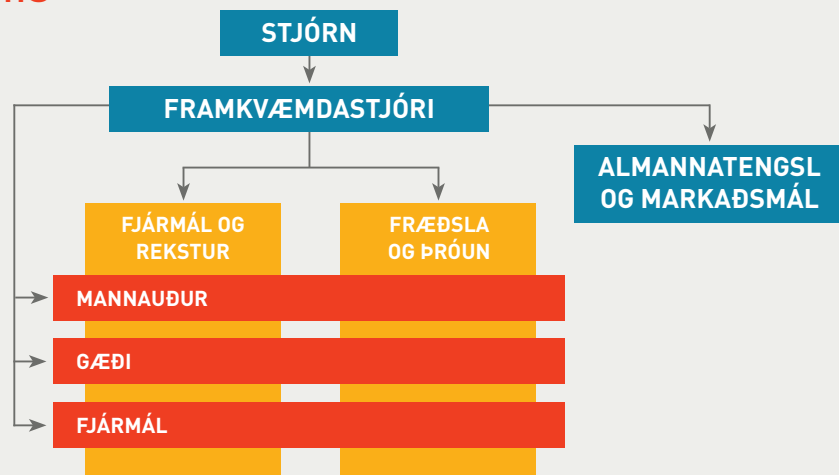 STJÓRN
FRAMKVÆMDASTJÓRI
ALMANNATENGSL
OG MARKAÐSMÁL
FJÁRMÁL OG
REKSTUR
FRÆÐSLA
OG ÞRÓUN
MANNAUÐUR
GÆÐI
FJÁRMÁL